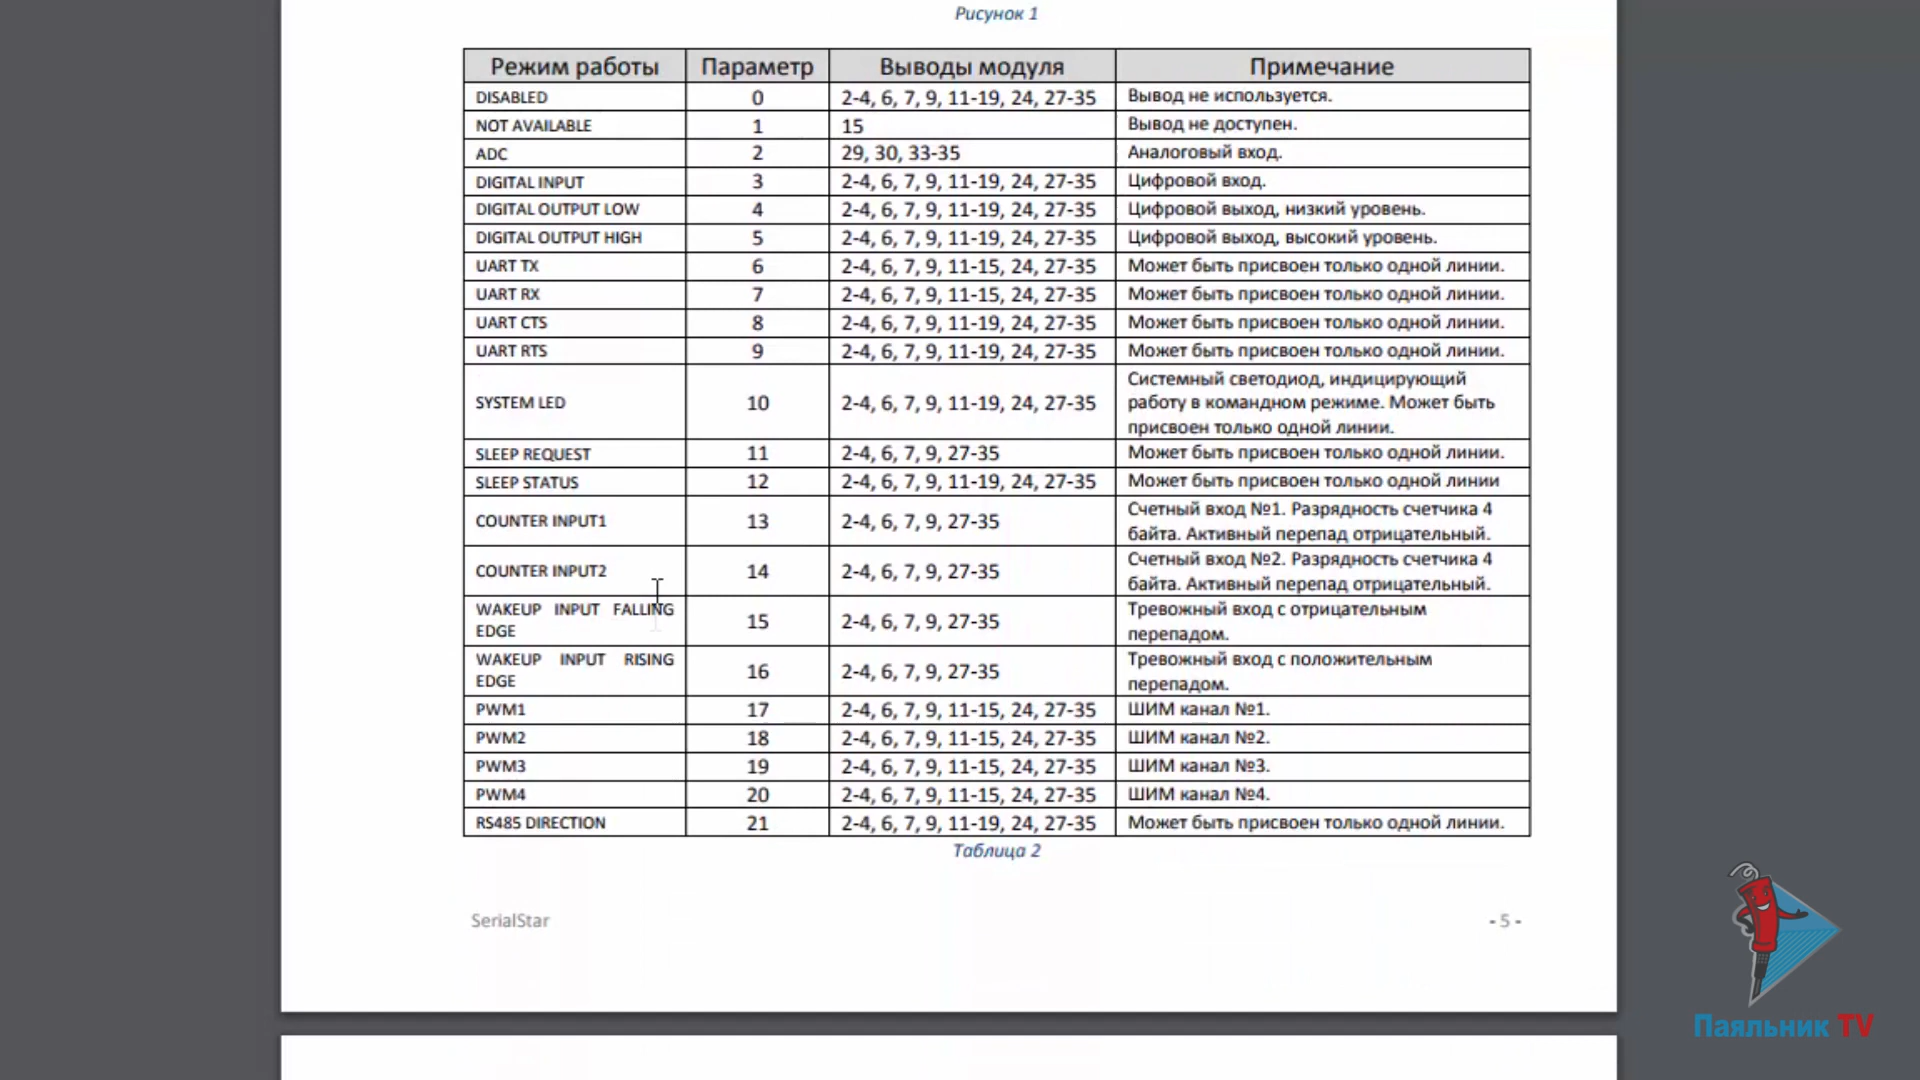 Рисунок 1
Режим работы Параметр Выводы модуля Примечание
DISABLED 0 2-4, 6, 7, 9, 11-19, 24, 27-35 Вывод не используется.
NOT AVAILABLE 1 15 Вывод не доступен.
ADC 2 29, 30, 33-35 Аналоговый вход.
DIGITAL INPUT 3 2-4, 6, 7, 9, 11-19, 24, 27-35 Цифровой вход.
DIGITAL OUTPUT LOW 4 2-4, 6, 7, 9, 11-19, 24, 27-35 Цифровой выход, низкий уровень.
DIGITAL OUTPUT HIGH 5 2-4, 6, 7, 9, 11-19, 24, 27-35 Цифровой выход, высокий уровень.
UART TX 6 2-4, 6, 7, 9, 11-15, 24, 27-35 Может быть присвоен только одной линии.
UART RX 7 2-4, 6, 7, 9, 11-15, 24, 27-35 Может быть присвоен только одной линии.
UART CTS 8 2-4, 6, 7, 9, 11-19, 24, 27-35 Может быть присвоен только одной линии.
UART RTS 9 2-4, 6, 7, 9, 11-19, 24, 27-35 Может быть присвоен только одной линии.
SYSTEM LED 10 2-4, 6, 7, 9, 11-19, 24, 27-35 Системный светодиод, индицирующий
работу в командном режиме. Может быть
присвоен только одной линии.
SLEEP REQUEST 11 2-4, 6, 7, 9, 27-35 Может быть присвоен только одной линии.
SLEEP STATUS 12 2-4, 6, 7, 9, 11-19, 24, 27-35 Может быть присвоен только одной линии
COUNTER INPUT1 13 2-4, 6, 7, 9, 27-35 Счетный вход №1. Разрядность счетчика 4
байта. Активный перепад отрицательный.
COUNTER INPUT2 14 2-4, 6, 7, 9, 27-35 Счетный вход №2. Разрядность счетчика 4
байта. Активный перепад отрицательный.
WAKEUP INPUT FALLING
EDGE 15 2-4, 6, 7, 9, 27-35 Тревожный вход с отрицательным
перепадом.
WAKEUP INPUT RISING
EDGE 16 2-4, 6, 7, 9, 27-35 Тревожный вход с положительным
перепадом.
PWM1 17 2-4, 6, 7, 9, 11-15, 24, 27-35 ШИМ канал №1.
PWM2 18 2-4, 6, 7, 9, 11-15, 24, 27-35 ШИМ канал №2.
PWM3 19 2-4, 6, 7, 9, 11-15, 24, 27-35 ШИМ канал №3.
PWM4 20 2-4, 6, 7, 9, 11-15, 24, 27-35 ШИМ канал №4.
RS485 DIRECTION 21 2-4, 6, 7, 9, 11-19, 24, 27-35 Может быть присвоен только одной линии.
Таблица 2
SerialStar - 5 -
Паяльник TV